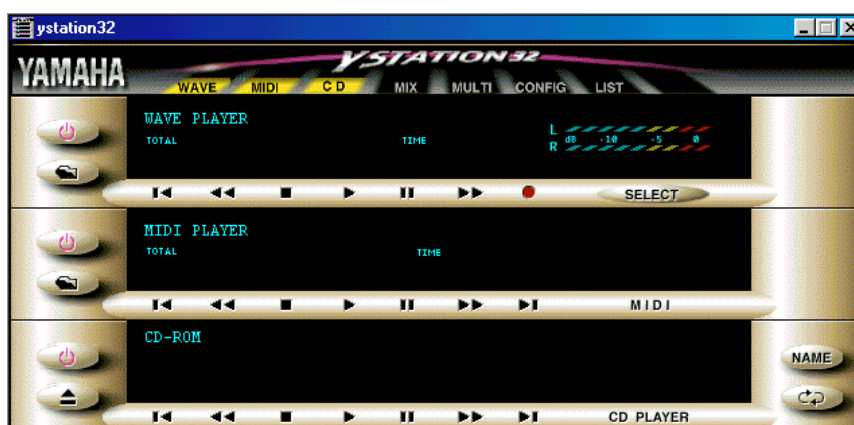 ystation32
YAMAHA
YSTATION32
WAVE MIDI CD MIX MULTI CONFIG LIST
WAVE PLAYER
TOTAL TIME
L
dB -10 -5 0
R
SELECT
MIDI PLAYER
TOTAL TIME
MIDI
CD-ROM
NAME
CD PLAYER